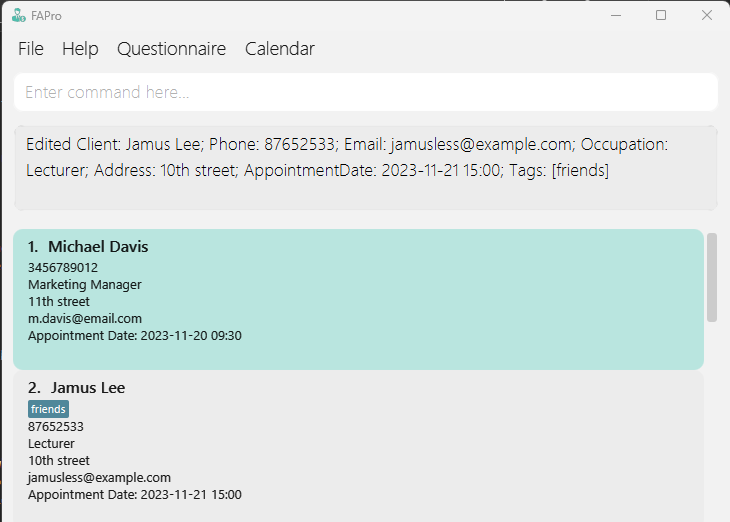 FAPro
File Help Questionnaire Calendar
Enter command here...
Edited Client: Jamus Lee; Phone: 87652533; Email: jamusless@example.com; Occupation:
Lecturer; Address: 10th street; AppointmentDate: 2023-11-21 15:00; Tags: [friends]
1. Michael Davis
3456789012
Marketing Manager
11th street
m.davis@email.com
Appointment Date: 2023-11-20 09:30
2. Jamus Lee
friends
87652533
Lecturer
10th street
jamusless@example.com
Appointment Date: 2023-11-21 15:00